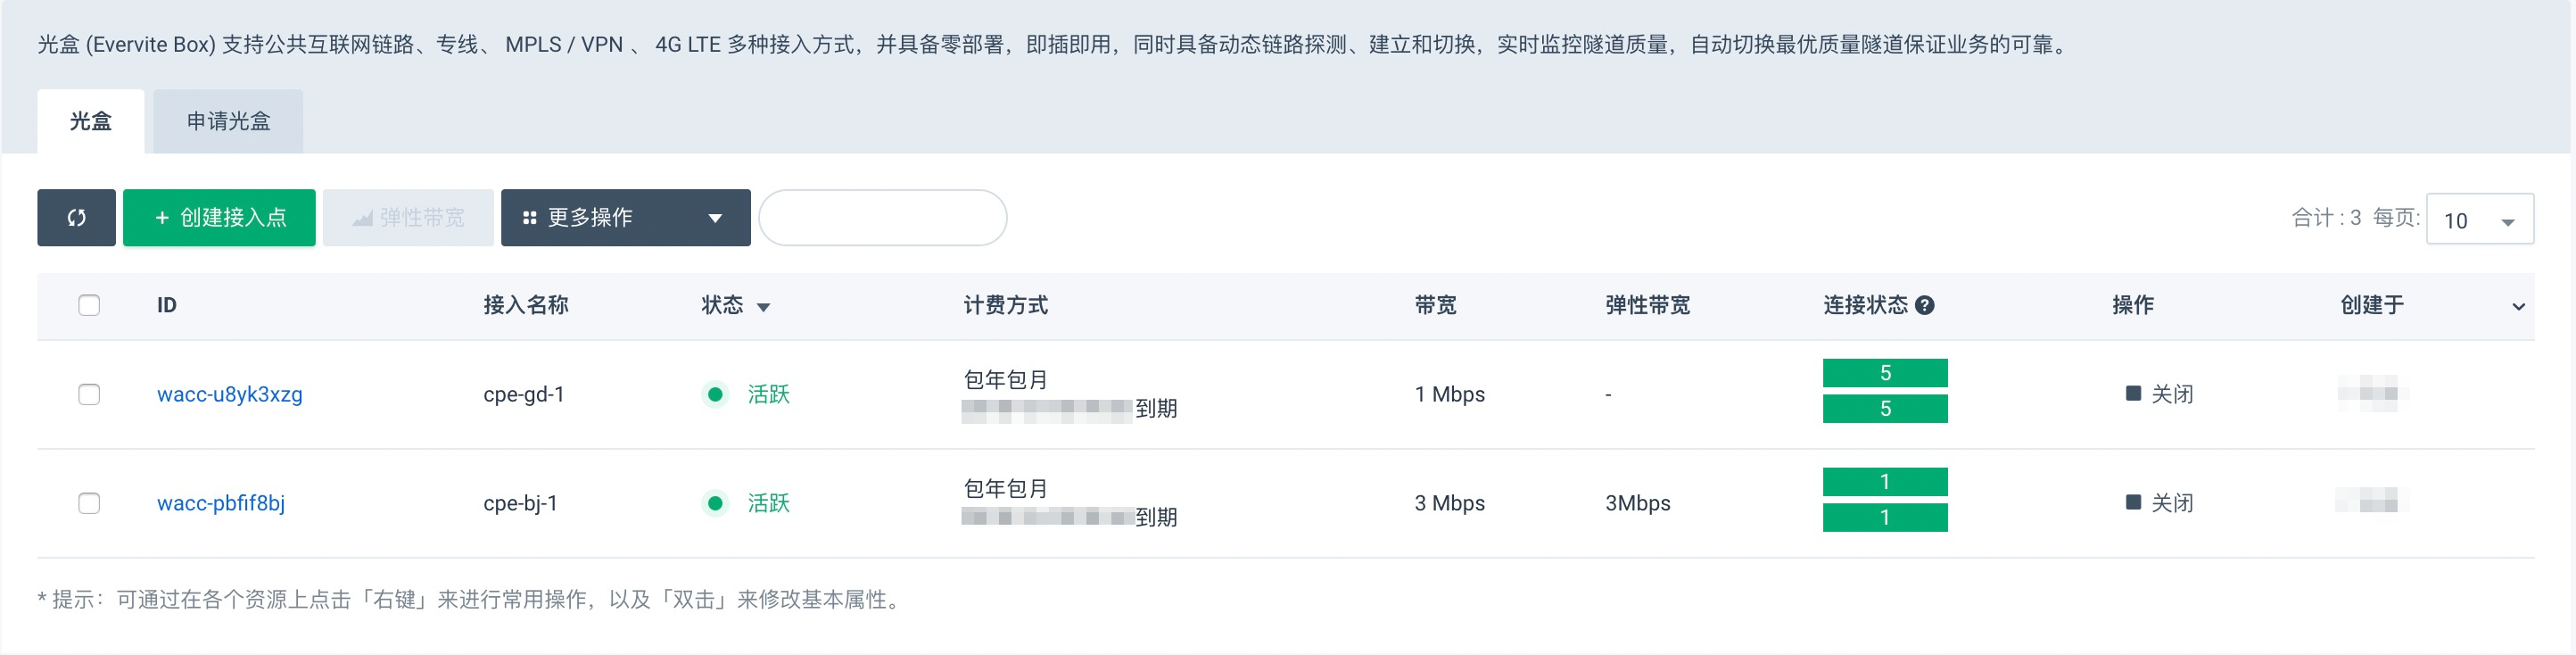 光盒 (Evervite Box) 支持公共互联网链路、专线、 MPLS / VPN 、 4G LTE 多种接入方式，并具备零部署，即插即用，同时具备动态链路探测、建立和切换，实时监控隧道质量，自动切换最优质量隧道保证业务的可靠。
光盒 申请光盒
+ 创建接入点 弹性带宽 更多操作 合计 : 3 每页: 10
ID 接入名称 状态 计费方式 带宽 弹性带宽 连接状态 ? 操作 创建于
wacc-u8yk3xzg cpe-gd-1 活跃 包年包月 1 Mbps - 5 关闭
到期 5
wacc-pbfif8bj cpe-bj-1 活跃 包年包月 3 Mbps 3Mbps 1 关闭
到期 1
* 提示：可通过在各个资源上点击「右键」来进行常用操作，以及「双击」来修改基本属性。